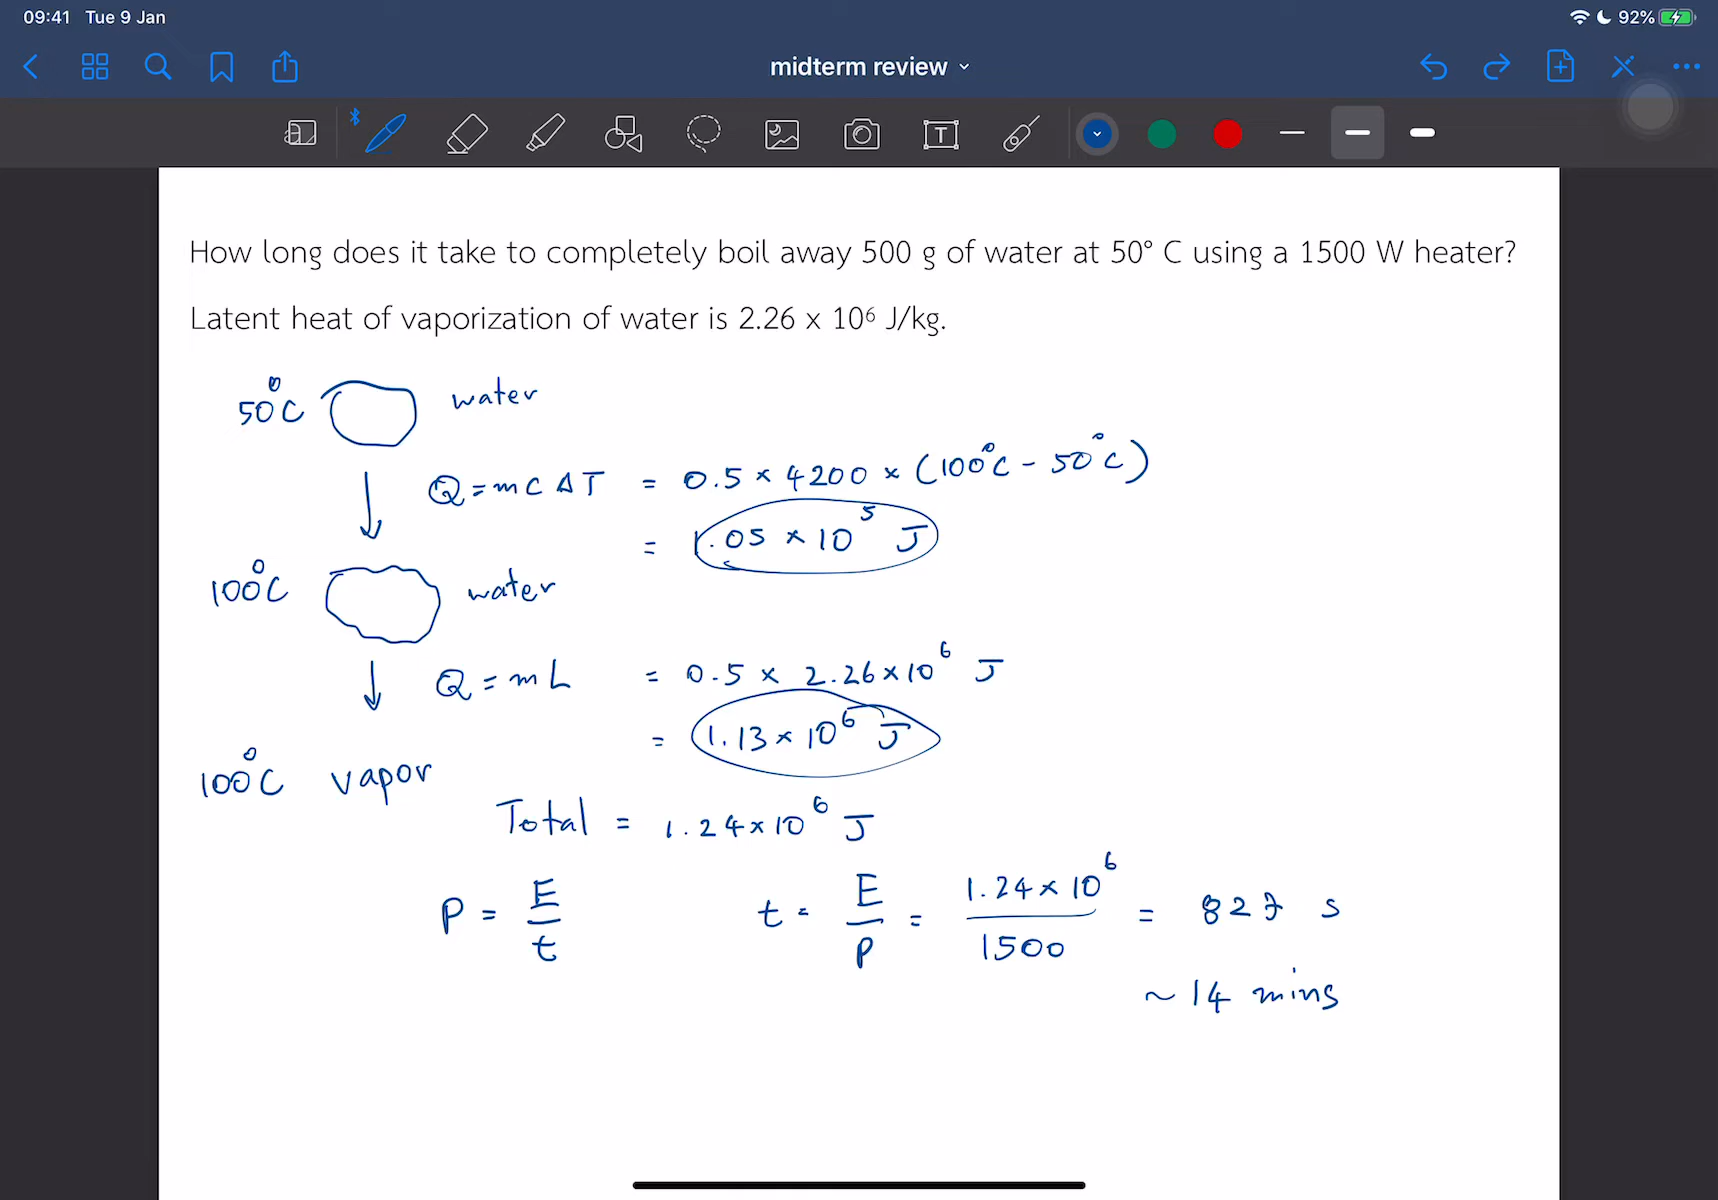 09:41 Tue 9 Jan 92%
midterm review
How long does it take to completely boil away 500 g of water at 50° C using a 1500 W heater?
Latent heat of vaporization of water is 2.26 x 10⁶ J/kg.
50°C water
Q = mcΔT = 0.5 × 4200 × (100°C - 50°C)
= 1.05 × 10⁵ J
100°C water
Q = mL = 0.5 × 2.26×10⁶ J
= 1.13×10⁶ J
100°C vapor
Total = 1.24×10⁶ J
P = E/t t = E/P = 1.24×10⁶/1500 = 827 s
~14 mins